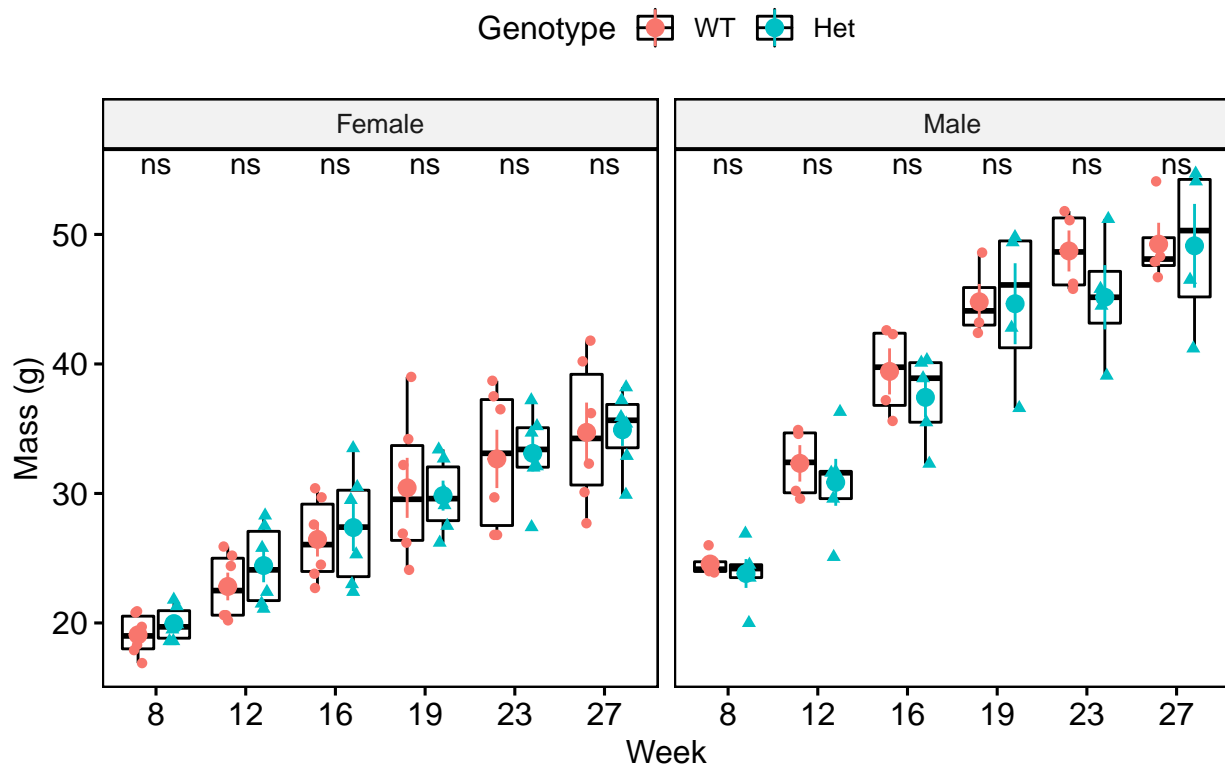 Genotype WT Het
Female Male
ns ns ns ns ns ns ns ns ns ns ns ns
50
40
30
20
Mass (g)
8 12 16 19 23 27 8 12 16 19 23 27
Week